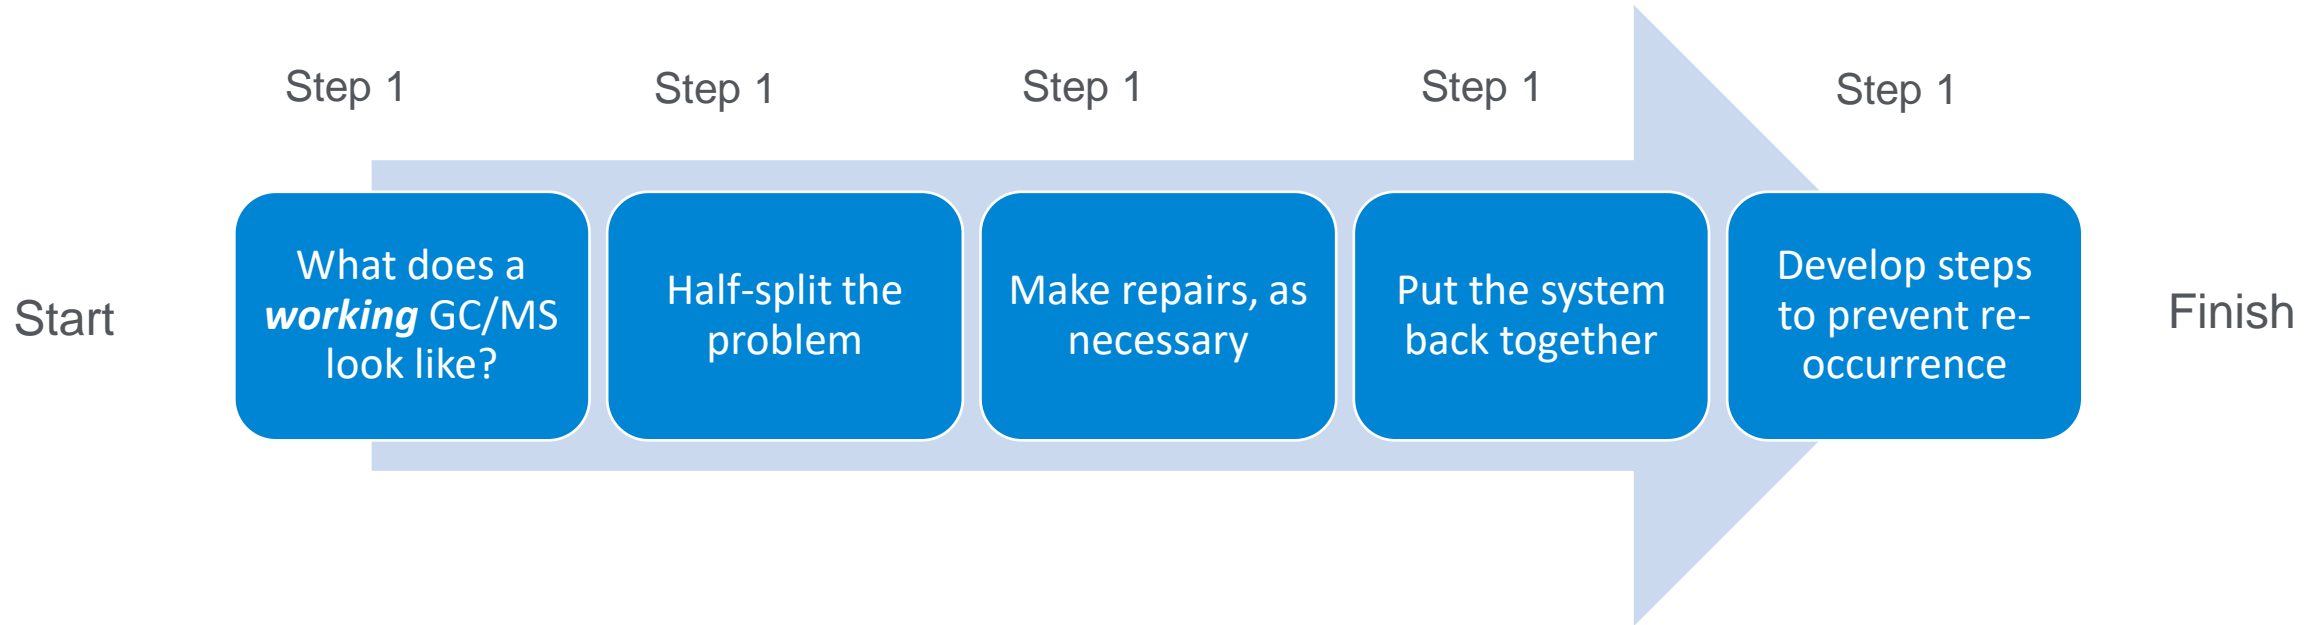 Step 1
Step 1
Step 1
Step 1
Step 1
Start
What does a
working GC/MS
look like?
Half-split the
problem
Make repairs, as
necessary
Put the system
back together
Develop steps
to prevent re-
occurrence
Finish